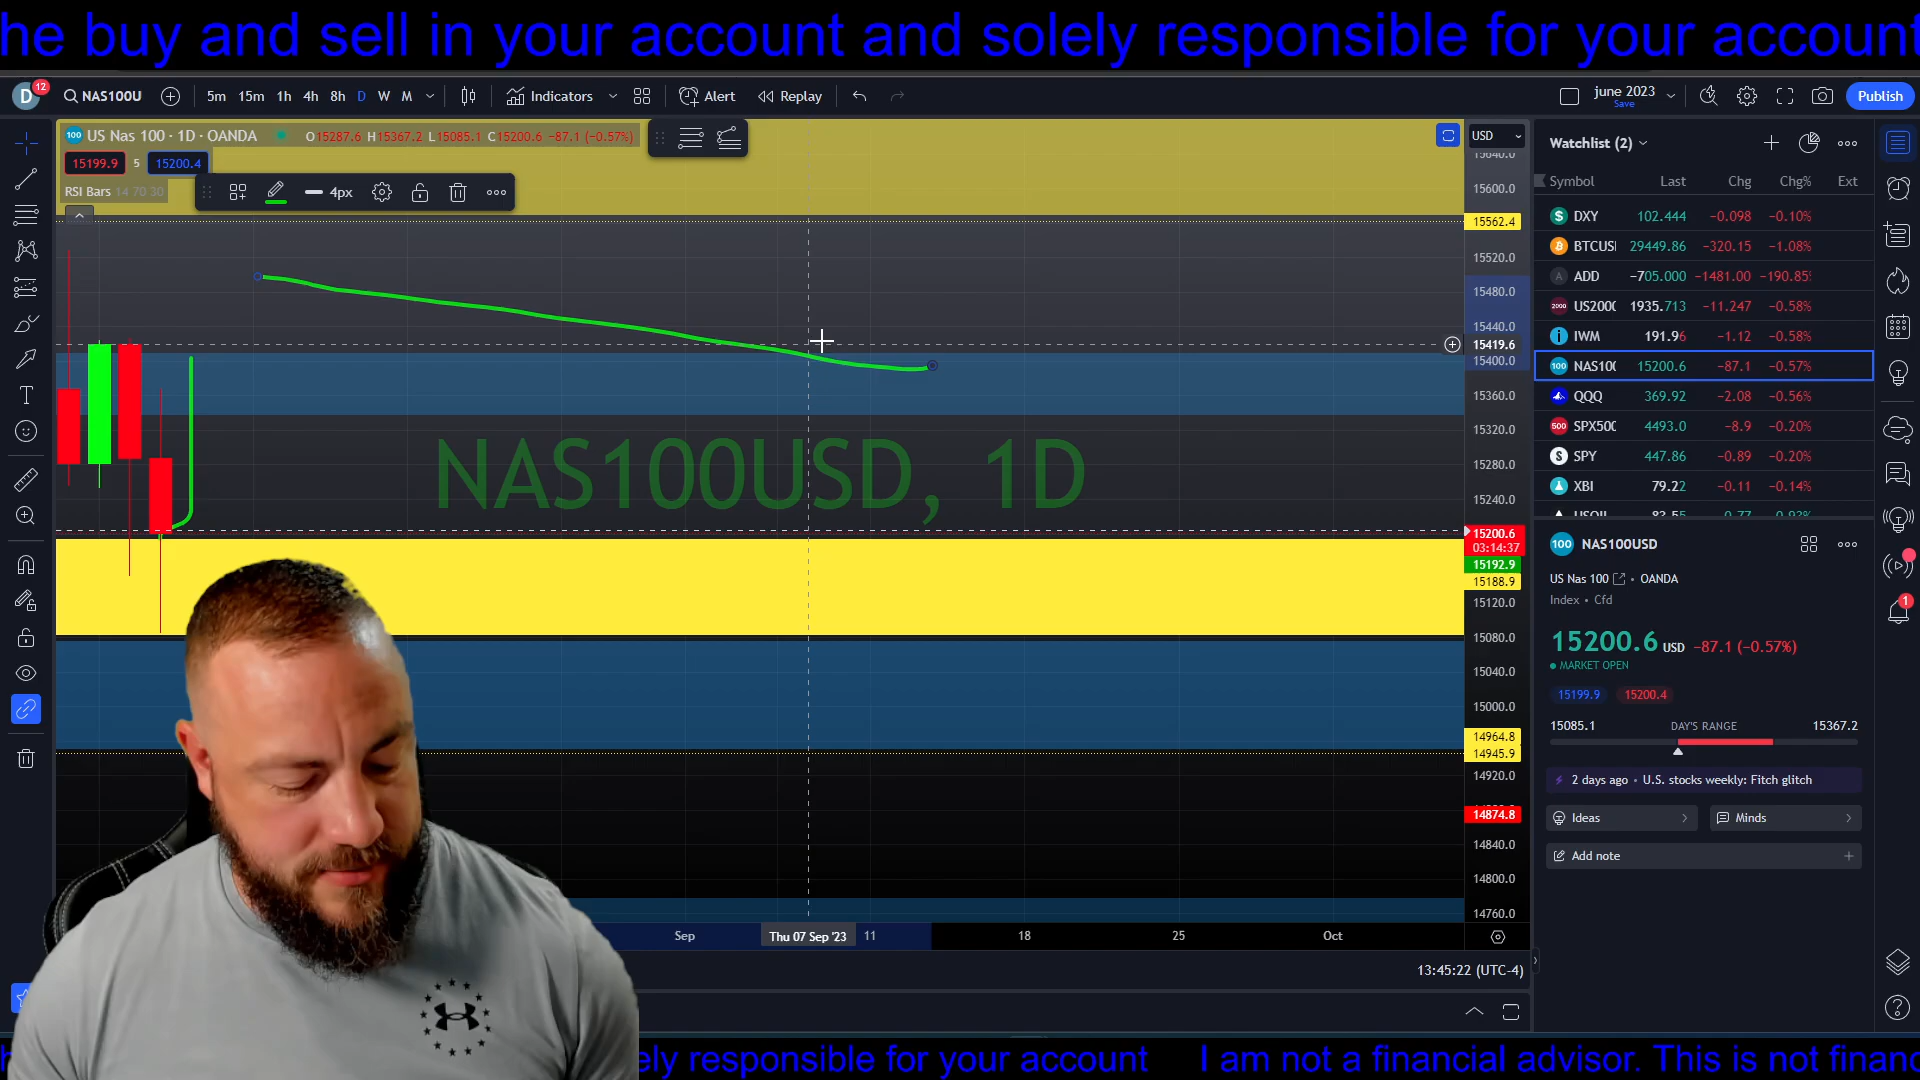 he buy and sell in your account and solely responsible for your account
D 12 NAS100U 5m 15m 1h 4h 8h D W M Indicators Alert Replay june 2023 Save Publish
100 US Nas 100 · 1D · OANDA O15287.6 H15367.2 L15085.1 C15200.6 −87.1 (−0.57%)
15199.9 5 15200.4
RSI Bars 14 70 30
4px
NAS100USD, 1D
USD
15640.0
15600.0
15562.4
15520.0
15480.0
15440.0
15419.6
15400.0
15360.0
15320.0
15280.0
15240.0
15200.6
03:14:37
15192.9
15188.9
15120.0
15080.0
15040.0
15000.0
14964.8
14945.9
14920.0
14874.8
14840.0
14800.0
14760.0
Sep Thu 07 Sep '23 11 18 25 Oct
13:45:22 (UTC-4)
Watchlist (2)
Symbol Last Chg Chg% Ext
DXY 102.444 −0.098 −0.10%
BTCUS 29449.86 −320.15 −1.08%
A ADD −705.000 −1481.00 −190.85
2000 US200 1935.713 −11.247 −0.58%
IWM 191.96 −1.12 −0.58%
100 NAS10 15200.6 −87.1 −0.57%
QQQ 369.92 −2.08 −0.56%
500 SPX50 4493.0 −8.9 −0.20%
S SPY 447.86 −0.89 −0.20%
XBI 79.22 −0.11 −0.14%
100 NAS100USD
US Nas 100 · OANDA
Index · Cfd
15200.6 USD −87.1 (−0.57%)
MARKET OPEN
15199.9 15200.4
15085.1 DAY'S RANGE 15367.2
2 days ago · U.S. stocks weekly: Fitch glitch
Ideas Minds
Add note
1
ely responsible for your account I am not a financial advisor. This is not financ